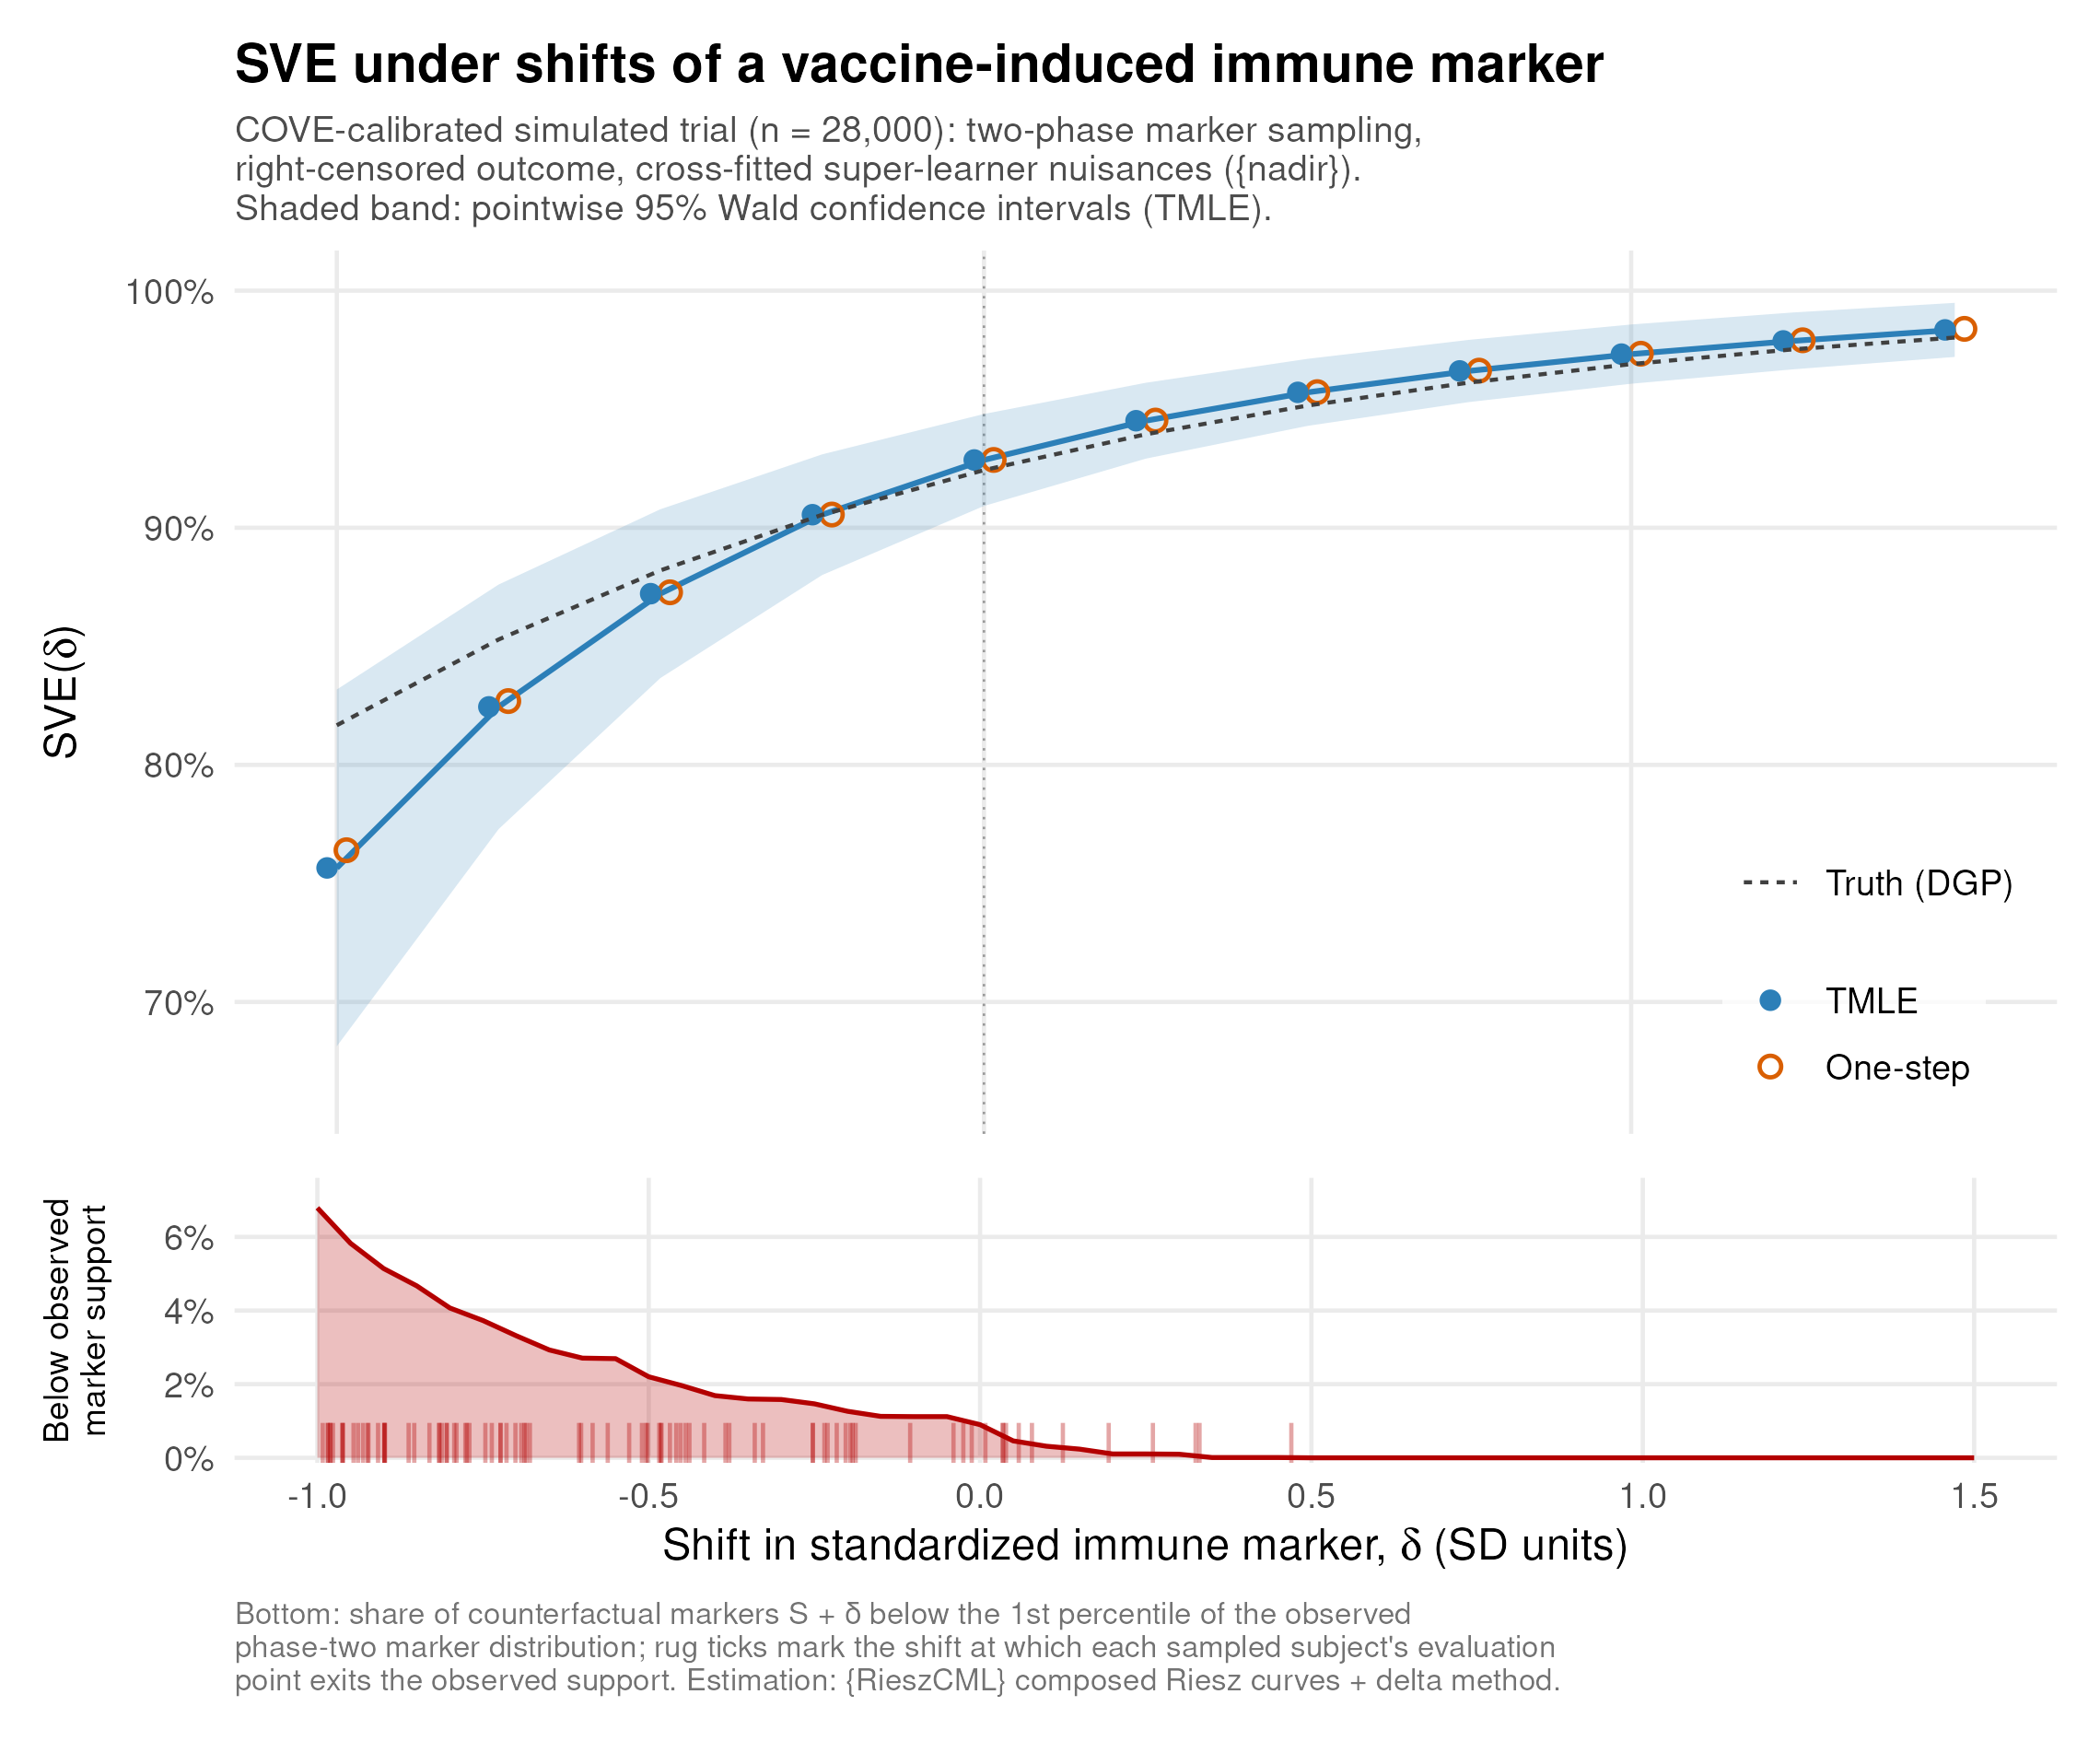 SVE under shifts of a vaccine-induced immune marker
COVE-calibrated simulated trial (n = 28,000): two-phase marker sampling,
right-censored outcome, cross-fitted super-learner nuisances ({nadir}).
Shaded band: pointwise 95% Wald confidence intervals (TMLE).
100%
90%
80%
70%
SVE(δ)
Truth (DGP)
TMLE
One-step
Below observed
marker support
6%
4%
2%
0%
-1.0
-0.5
0.0
0.5
1.0
1.5
Shift in standardized immune marker, δ (SD units)
Bottom: share of counterfactual markers S + δ below the 1st percentile of the observed
phase-two marker distribution; rug ticks mark the shift at which each sampled subject's evaluation
point exits the observed support. Estimation: {RieszCML} composed Riesz curves + delta method.